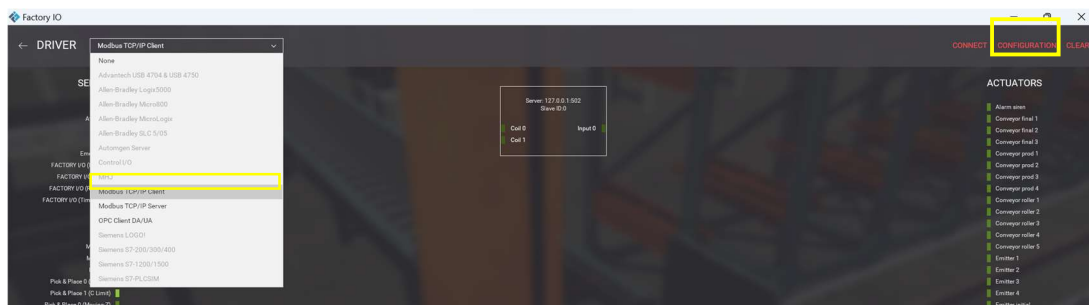 Factory IO
← DRIVER Modbus TCP/IP Client
CONNECT CONFIGURATION CLEAR
None
Advantech USB 4704 & USB 4750
Allen-Bradley Logix5000
Allen-Bradley Micro800
Allen-Bradley MicroLogix
Allen-Bradley SLC 5/05
Automgen Server
Control I/O
MHJ
Modbus TCP/IP Client
Modbus TCP/IP Server
OPC Client DA/UA
Siemens LOGO!
Siemens S7-200/300/400
Siemens S7-1200/1500
Siemens S7-PLCSIM
SE
FACTORY I/O (
FACTORY I/O
FACTORY I/O (R
FACTORY I/O (Tim
Pick & Place 0
Pick & Place 1 (C Limit)
Server: 127.0.0.1:502
Slave ID:0
Coil 0 Input 0
Coil 1
ACTUATORS
Alarm siren
Conveyor final 1
Conveyor final 2
Conveyor final 3
Conveyor prod 1
Conveyor prod 2
Conveyor prod 3
Conveyor prod 4
Conveyor roller 1
Conveyor roller 2
Conveyor roller 3
Conveyor roller 4
Conveyor roller 5
Emitter 1
Emitter 2
Emitter 3
Emitter 4